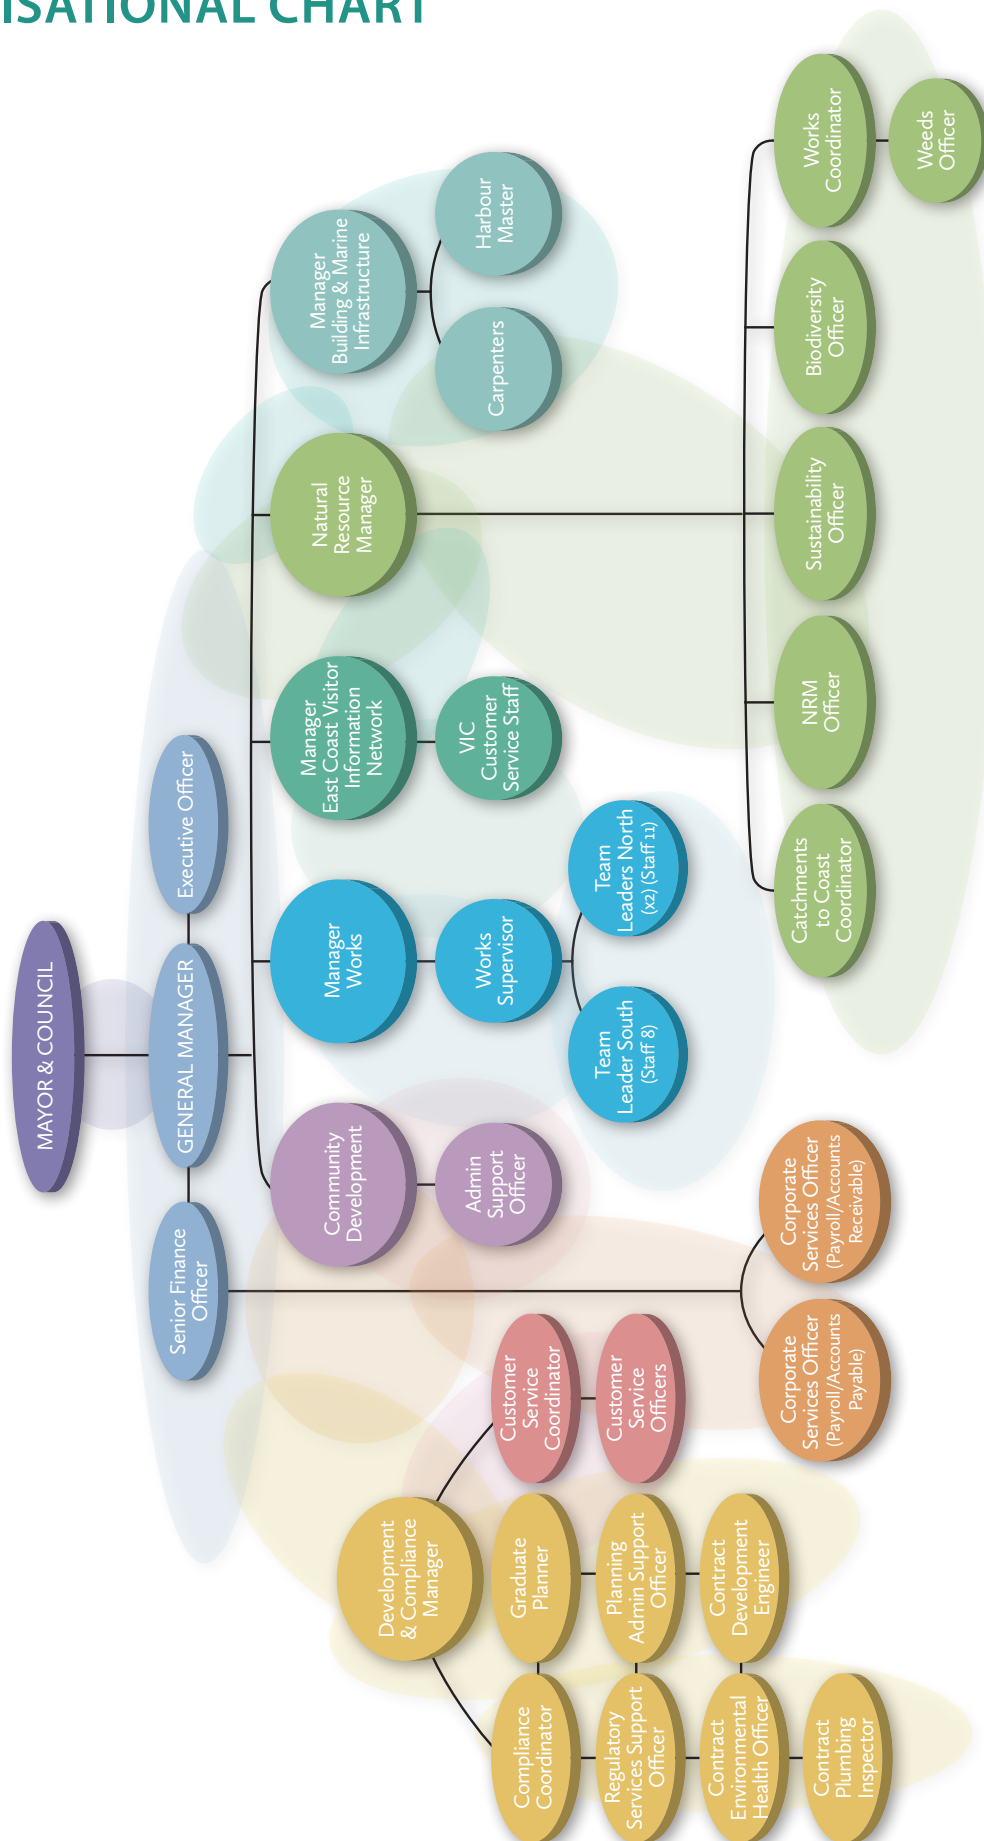 ISATIONAL CHART
MAYOR & COUNCIL
Senior Finance
Officer
GENERAL MANAGER
Executive Officer
Development
& Compliance
Manager
Community
Development
Manager
Works
Manager
East Coast Visitor
Information
Network
Natural
Resource
Manager
Manager
Building & Marine
Infrastructure
Compliance
Coordinator
Graduate
Planner
Customer
Service
Coordinator
Admin
Support
Officer
Works
Supervisor
VIC
Customer
Service Staff
Carpenters
Harbour
Master
Regulatory
Services Support
Officer
Planning
Admin Support
Officer
Customer
Service
Officers
Team
Leader South
(Staff 8)
Team
Leaders North
(x2) (Staff 11)
Contract
Environmental
Health Officer
Contract
Development
Engineer
Contract
Plumbing
Inspector
Corporate
Services Officer
(Payroll/Accounts
Payable)
Corporate
Services Officer
(Payroll/Accounts
Receivable)
Catchments
to Coast
Coordinator
NRM
Officer
Sustainability
Officer
Biodiversity
Officer
Works
Coordinator
Weeds
Officer